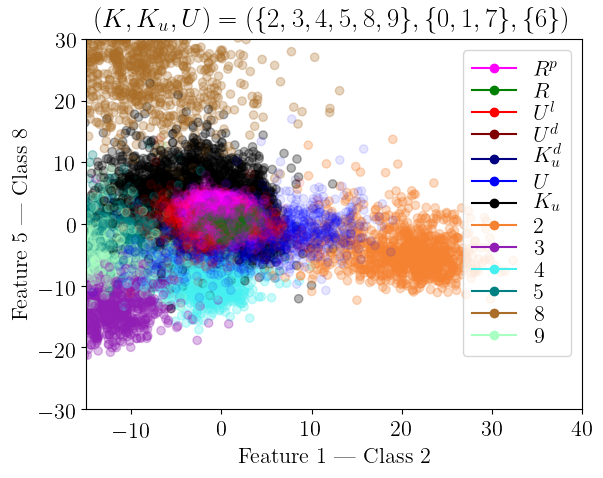 (K, K_u, U) = ({2, 3, 4, 5, 8, 9}, {0, 1, 7}, {6})
Feature 5 — Class 8
30
20
10
0
−10
−20
−30
−10
0
10
20
30
40
Feature 1 — Class 2
R^p
R
U^l
U^d
K_u^d
U
K_u
2
3
4
5
8
9